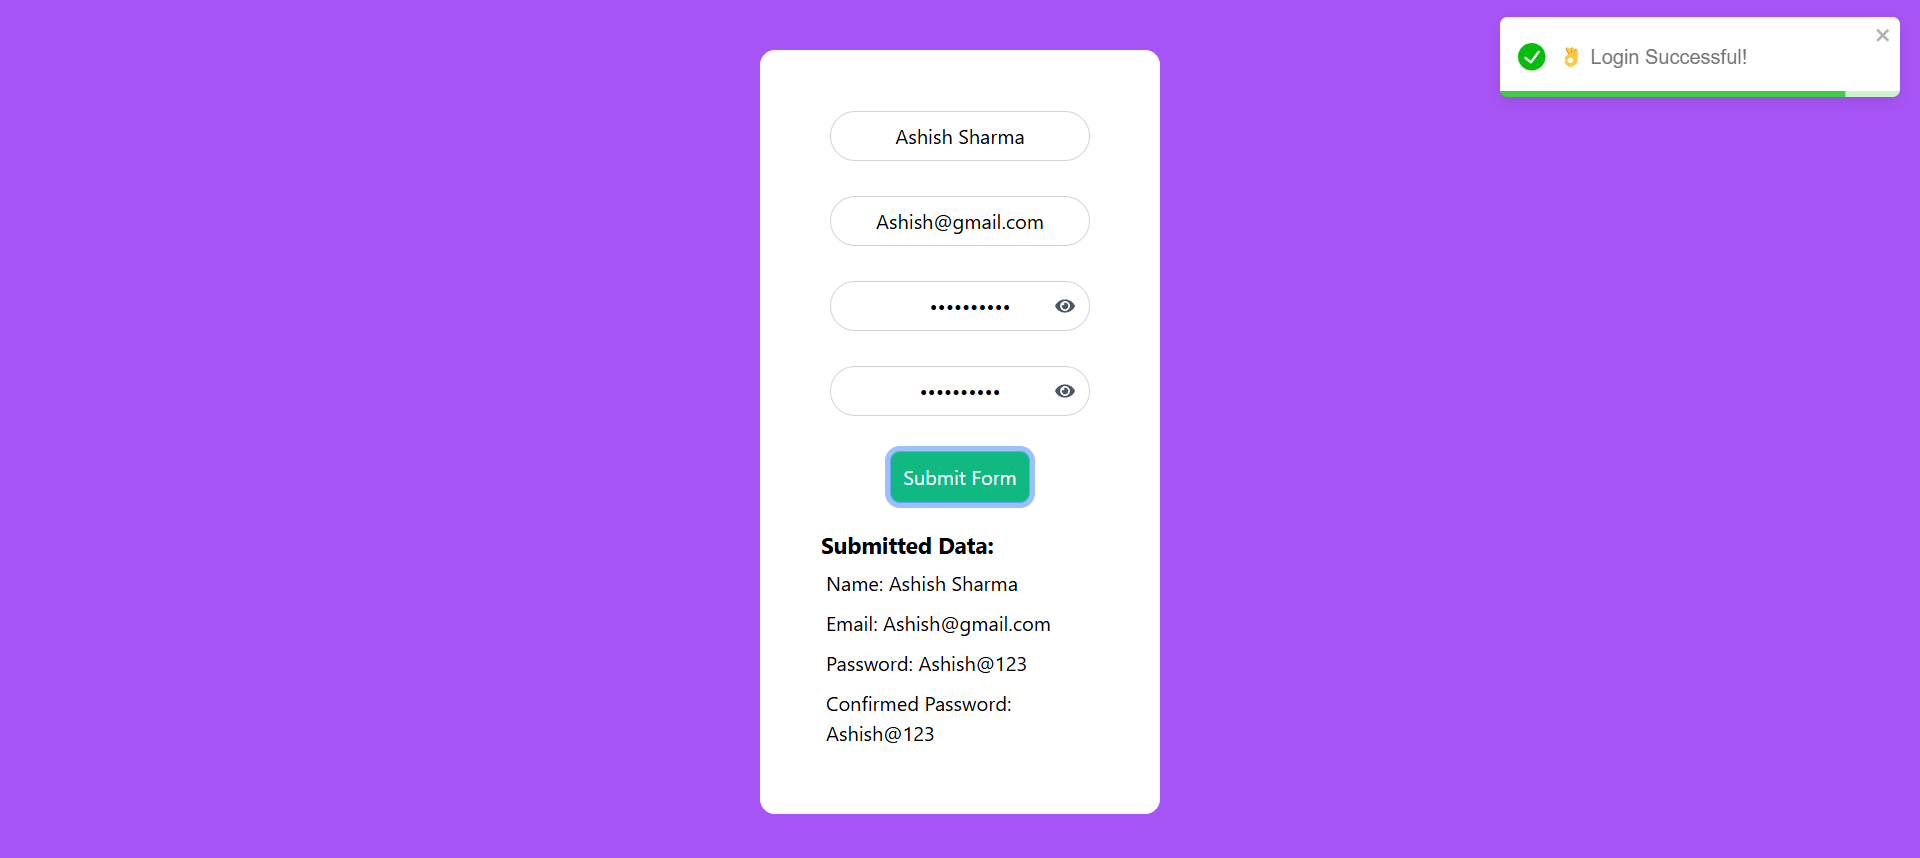 👌 Login Successful!
Ashish Sharma
Ashish@gmail.com
••••••••••
••••••••••
Submit Form
Submitted Data:
Name: Ashish Sharma
Email: Ashish@gmail.com
Password: Ashish@123
Confirmed Password:
Ashish@123